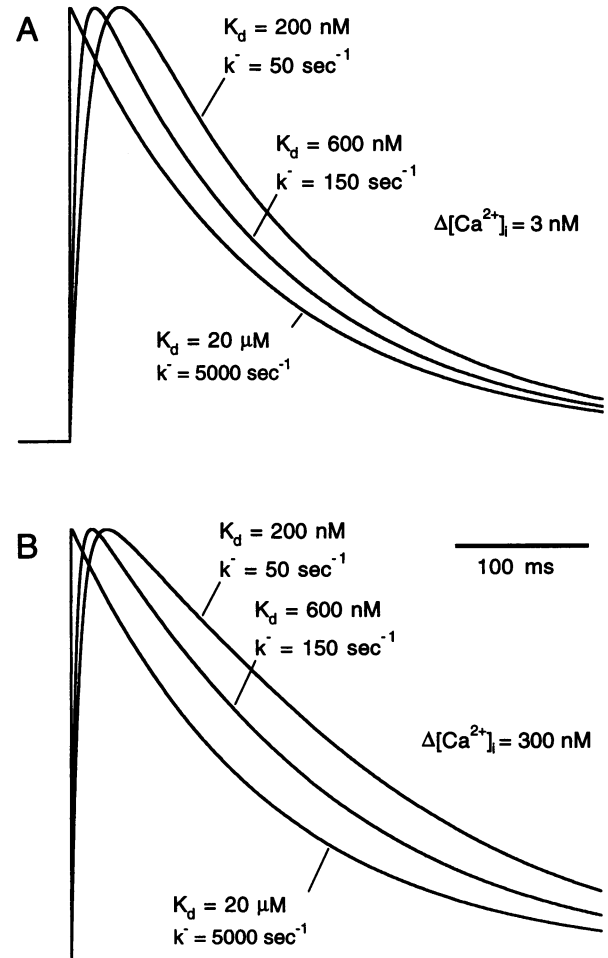 A
K_d = 200 nM
k^- = 50 sec^-1
K_d = 600 nM
k^- = 150 sec^-1
Δ[Ca^2+]_i = 3 nM
K_d = 20 μM
k^- = 5000 sec^-1
B
K_d = 200 nM
k^- = 50 sec^-1
100 ms
K_d = 600 nM
k^- = 150 sec^-1
Δ[Ca^2+]_i = 300 nM
K_d = 20 μM
k^- = 5000 sec^-1